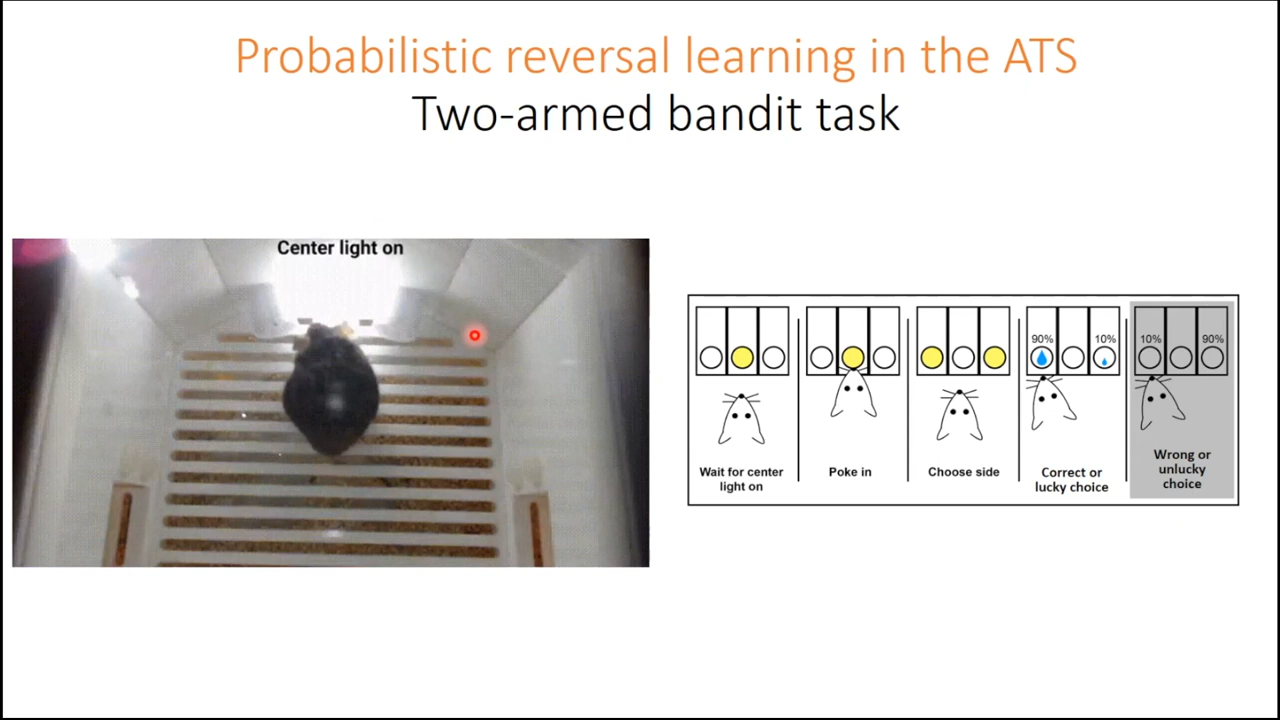 Probabilistic reversal learning in the ATS
Two-armed bandit task
Center light on
90%
10%
10%
90%
Wait for center
light on
Poke in
Choose side
Correct or
lucky choice
Wrong or
unlucky
choice